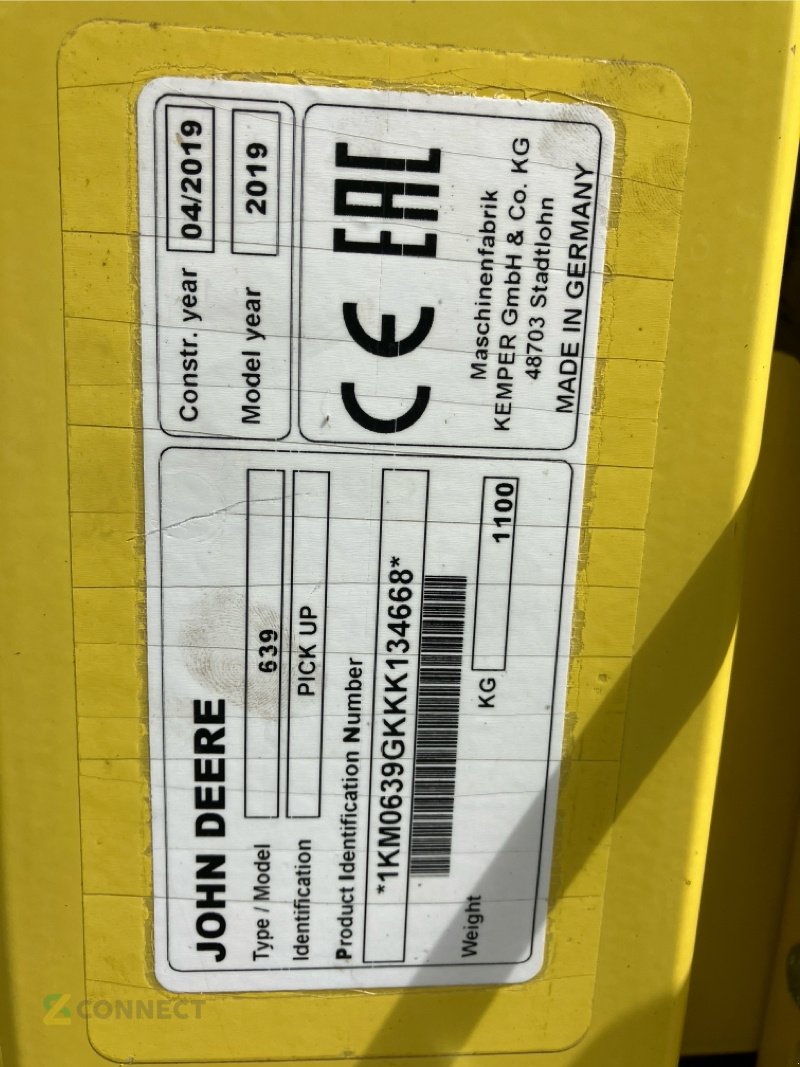 JOHN DEERE
Type / Model 639
Identification PICK UP
Product Identification Number
*1KM0639GKKK134668*
Weight KG 1100
Constr. year 04/2019
Model year 2019
CE EAC
Maschinenfabrik
KEMPER GmbH & Co. KG
48703 Stadtlohn
MADE IN GERMANY
CONNECT